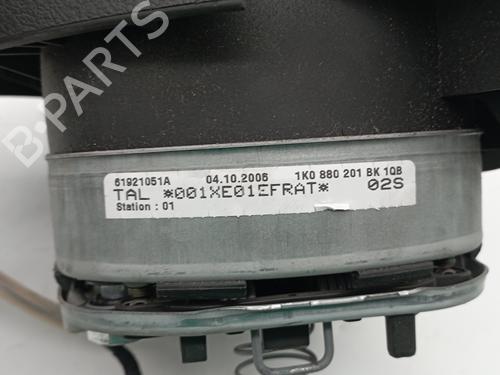 B-PARTS
61921051A 04.10.2006 1K0 880 201 BK 1QB
TAL *001XE01EFRAT* 02S
Station : 01